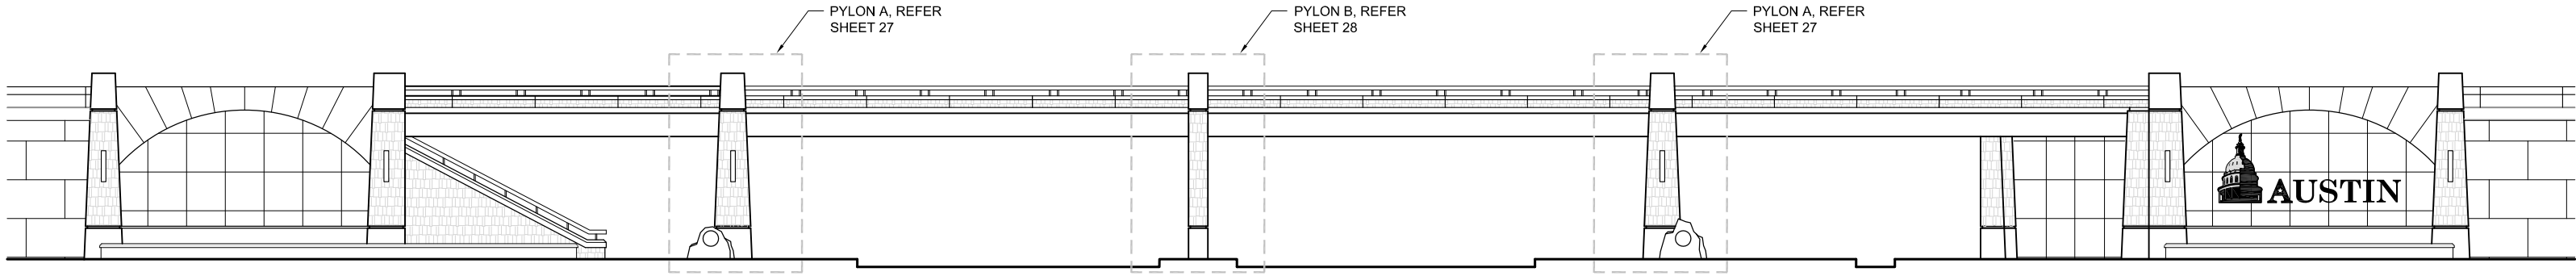 PYLON A, REFER
SHEET 27
PYLON B, REFER
SHEET 28
PYLON A, REFER
SHEET 27
AUSTIN